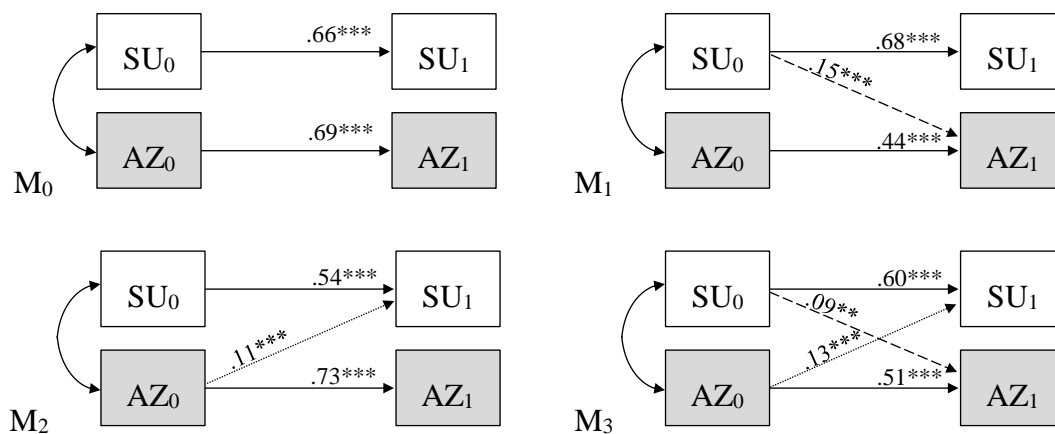 SU₀ .66*** SU₁
AZ₀ .69*** AZ₁
M₀
SU₀ .68*** SU₁
.15***
AZ₀ .44*** AZ₁
M₁
SU₀ .54*** SU₁
.11***
AZ₀ .73*** AZ₁
M₂
SU₀ .60*** SU₁
.09**
.13***
AZ₀ .51*** AZ₁
M₃